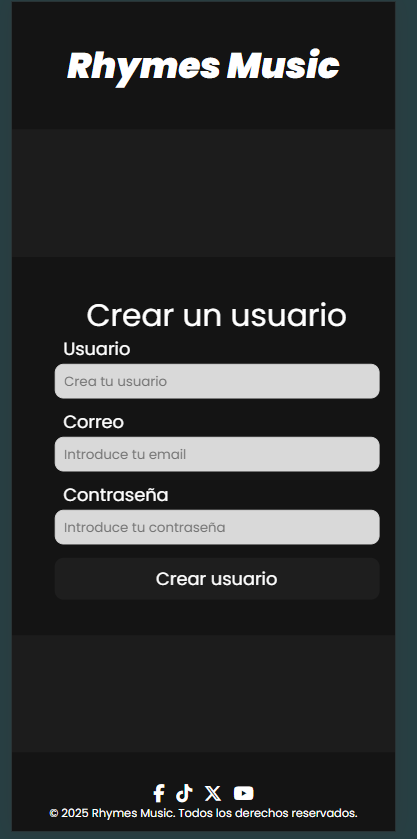 Rhymes Music
Crear un usuario
Usuario
Crea tu usuario
Correo
Introduce tu email
Contraseña
Introduce tu contraseña
Crear usuario
© 2025 Rhymes Music. Todos los derechos reservados.